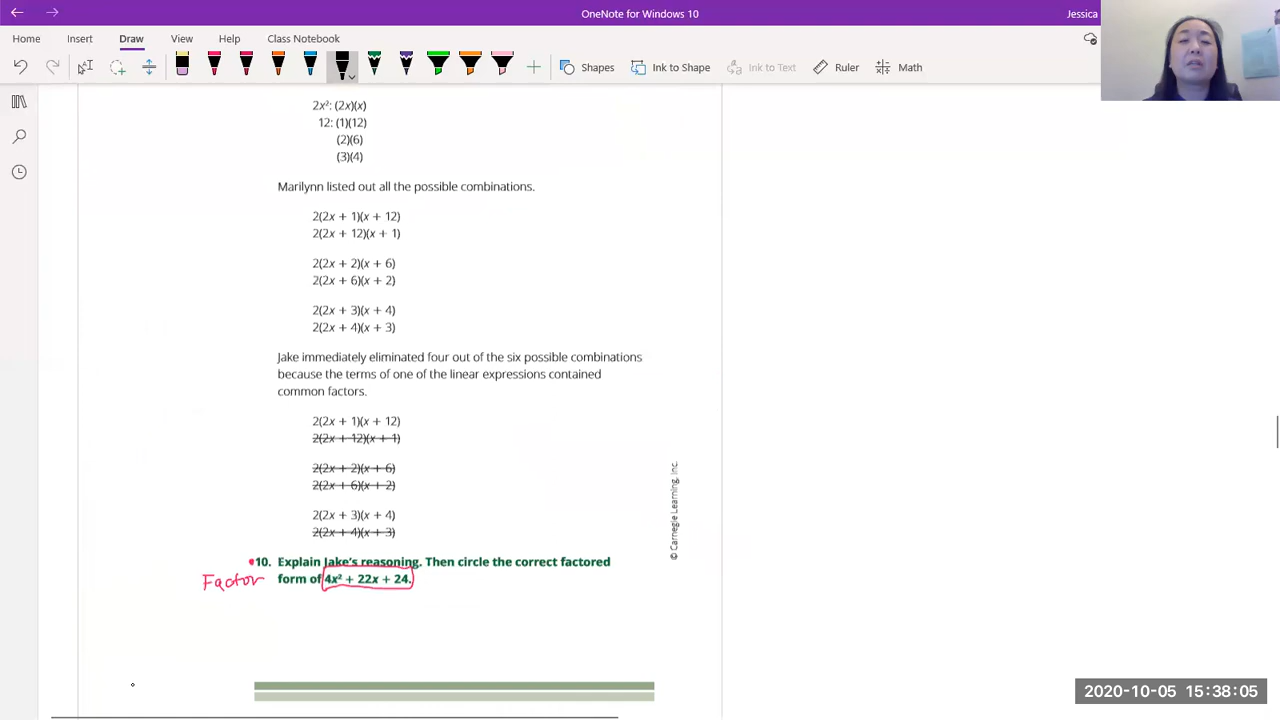 OneNote for Windows 10
Jessica
Home Insert Draw View Help Class Notebook
Shapes Ink to Shape Ink to Text Ruler Math
2x²: (2x)(x)
12: (1)(12)
(2)(6)
(3)(4)
Marilynn listed out all the possible combinations.
2(2x + 1)(x + 12)
2(2x + 12)(x + 1)
2(2x + 2)(x + 6)
2(2x + 6)(x + 2)
2(2x + 3)(x + 4)
2(2x + 4)(x + 3)
Jake immediately eliminated four out of the six possible combinations
because the terms of one of the linear expressions contained
common factors.
2(2x + 1)(x + 12)
2(2x + 12)(x + 1)
2(2x + 2)(x + 6)
2(2x + 6)(x + 2)
2(2x + 3)(x + 4)
2(2x + 4)(x + 3)
© Carnegie Learning, Inc.
10. Explain Jake's reasoning. Then circle the correct factored
Factor form of 4x² + 22x + 24.
2020-10-05 15:38:05